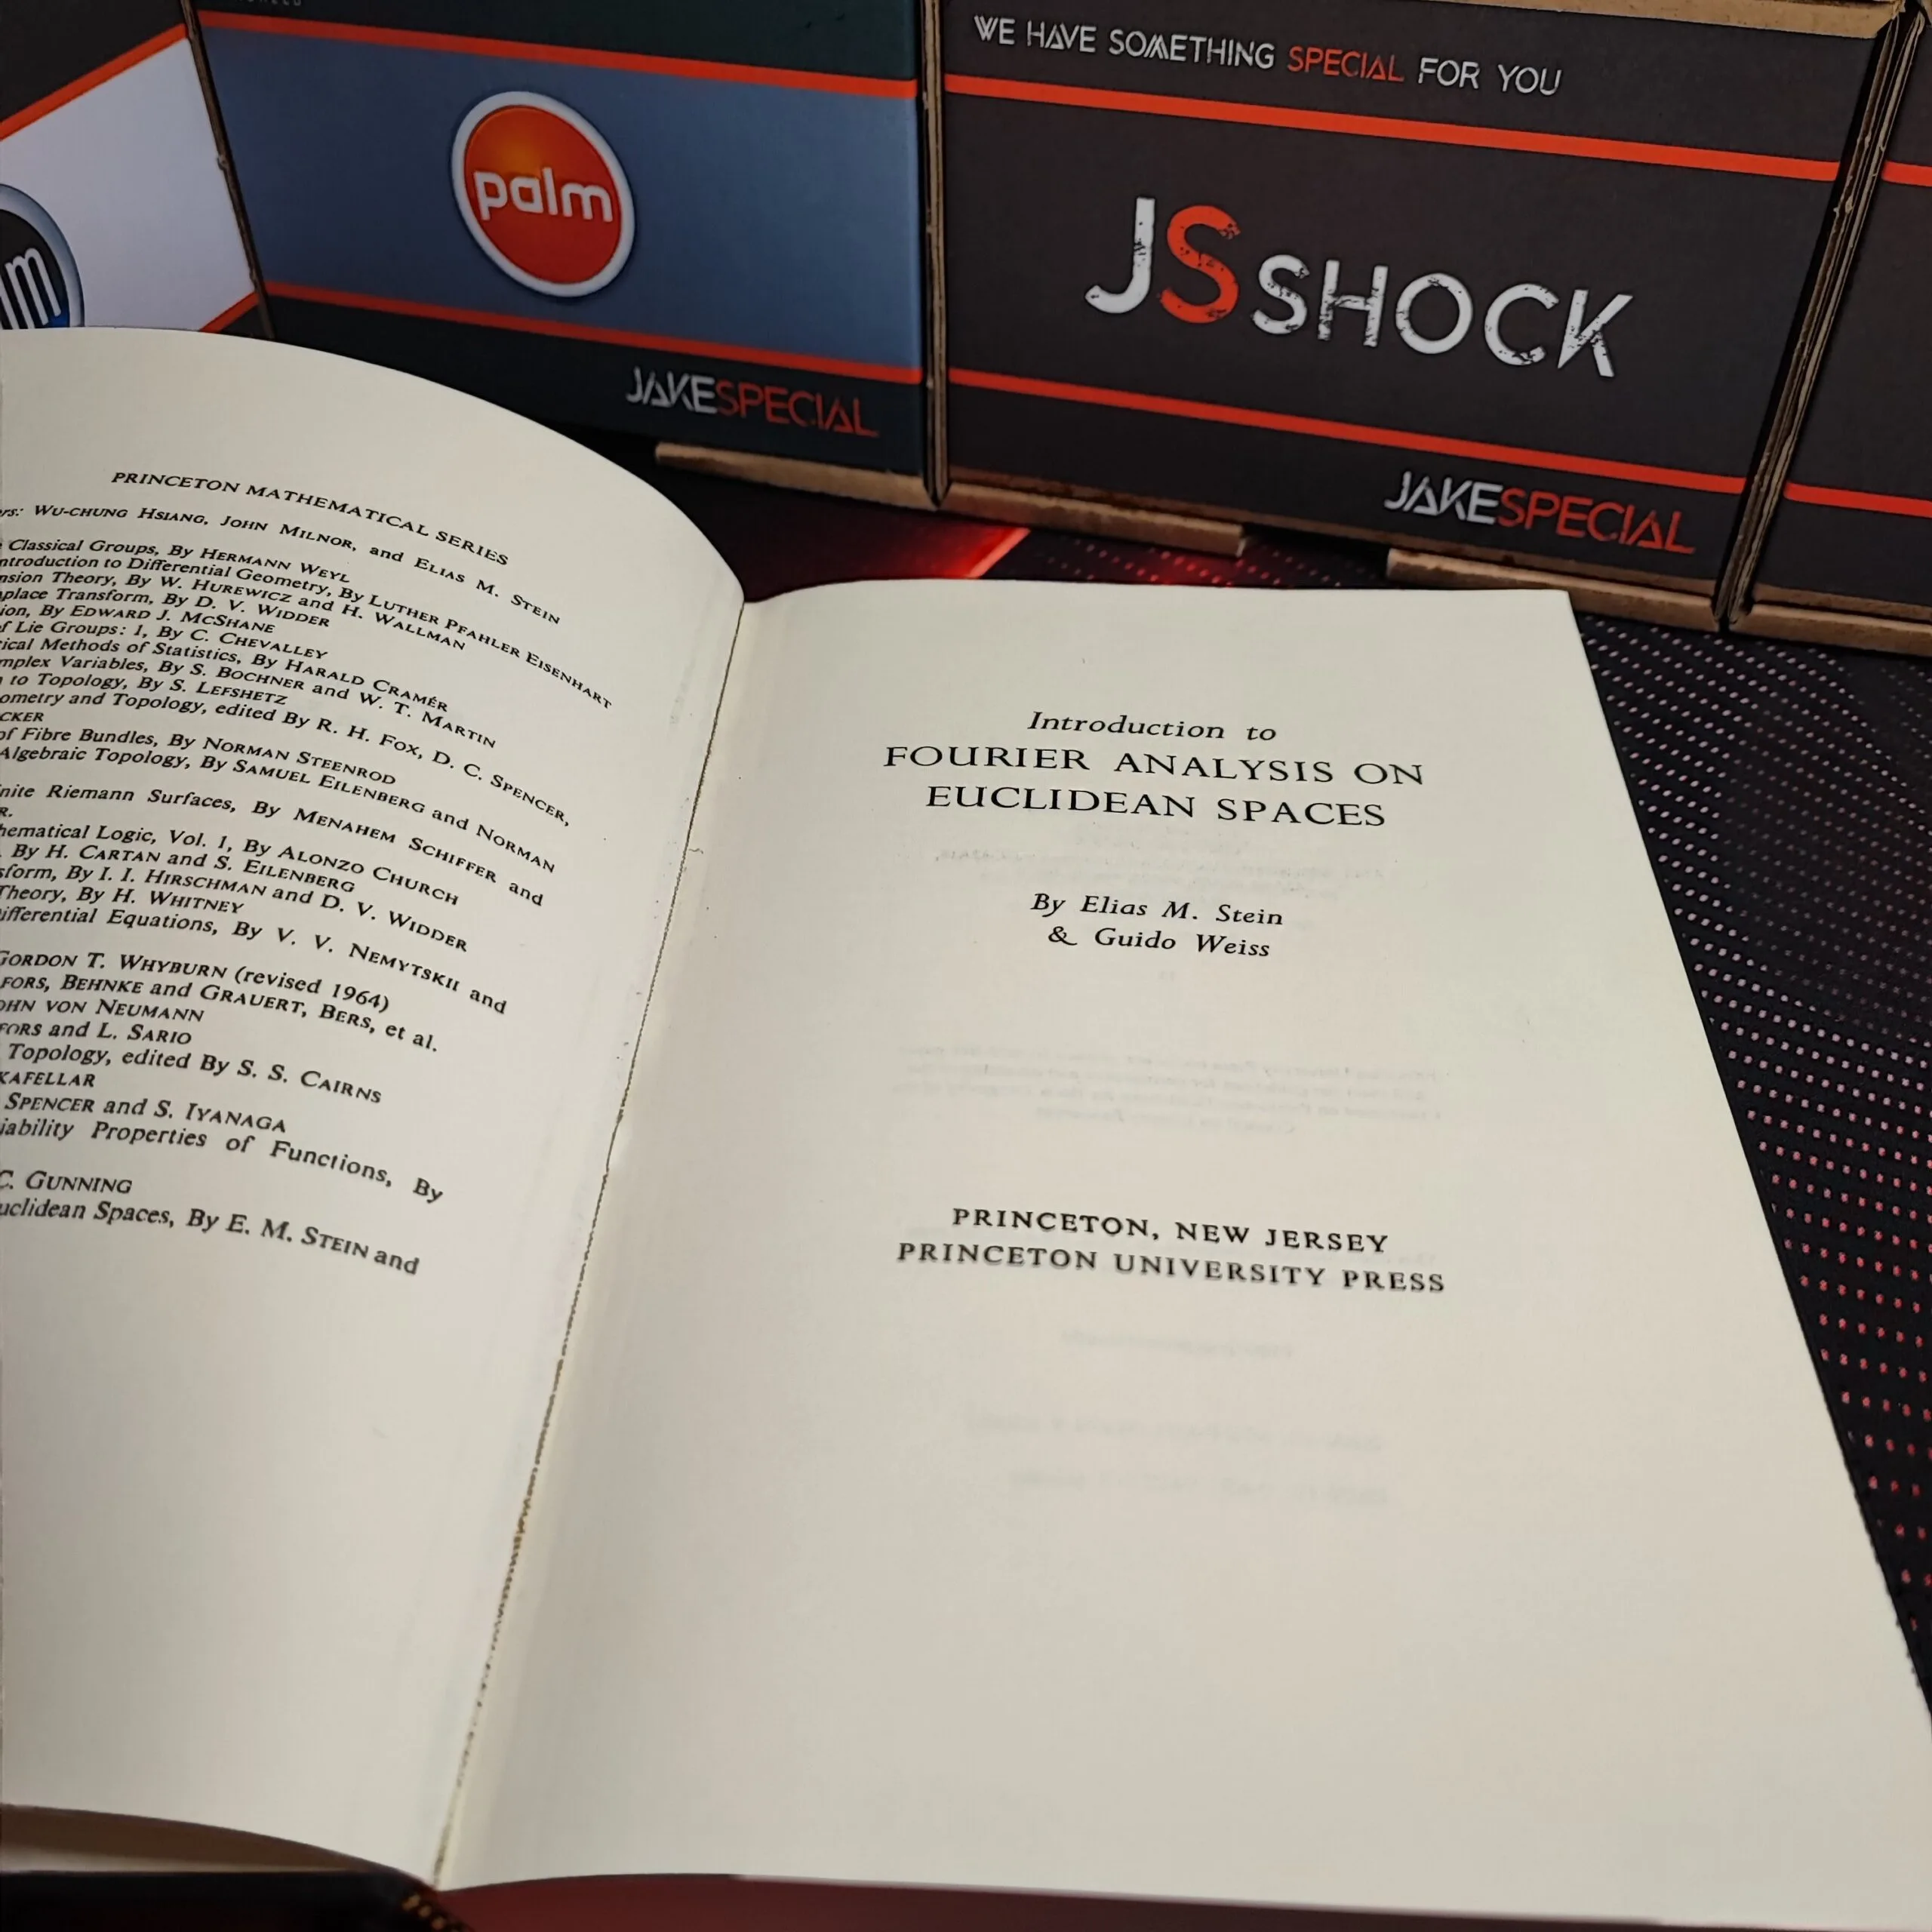 WE HAVE SOMETHING SPECIAL FOR YOU
palm
JSSHOCK
JAKESPECIAL
JAKESPECIAL
PRINCETON MATHEMATICAL SERIES
WU-CHUNG HSIANG, JOHN MILNOR, and ELIAS M. STEIN
Classical Groups, By HERMANN WEYL
to Differential Geometry, By LUTHER PFAHLER EISENHART
Theory, By W. HUREWICZ and H. WALLMAN
Transform, By D. V. WIDDER
By EDWARD J. MCSHANE
Lie Groups: I, By C. CHEVALLEY
Methods of Statistics, By HARALD CRAMÉR
Variables, By S. BOCHNER and W. T. MARTIN
to Topology, By S. LEFSHETZ
and Topology, edited By R. H. FOX, D. C. SPENCER,
of Fibre Bundles, By NORMAN STEENROD
Algebraic Topology, By SAMUEL EILENBERG and NORMAN
Riemann Surfaces, By MENAHEM SCHIFFER and
Logic, Vol. I, By ALONZO CHURCH
By H. CARTAN and S. EILENBERG
By I. I. HIRSCHMAN and D. V. WIDDER
Theory, By H. WHITNEY
Equations, By V. V. NEMYTSKII and
GORDON T. WHYBURN (revised 1964)
BEHNKE and GRAUERT, BERS, et al.
VON NEUMANN
and L. SARIO
Topology, edited By S. S. CAIRNS
SPENCER and S. IYANAGA
Properties of Functions, By
C. GUNNING
Spaces, By E. M. STEIN and
Introduction to
FOURIER ANALYSIS ON
EUCLIDEAN SPACES
By Elias M. Stein
& Guido Weiss
PRINCETON, NEW JERSEY
PRINCETON UNIVERSITY PRESS